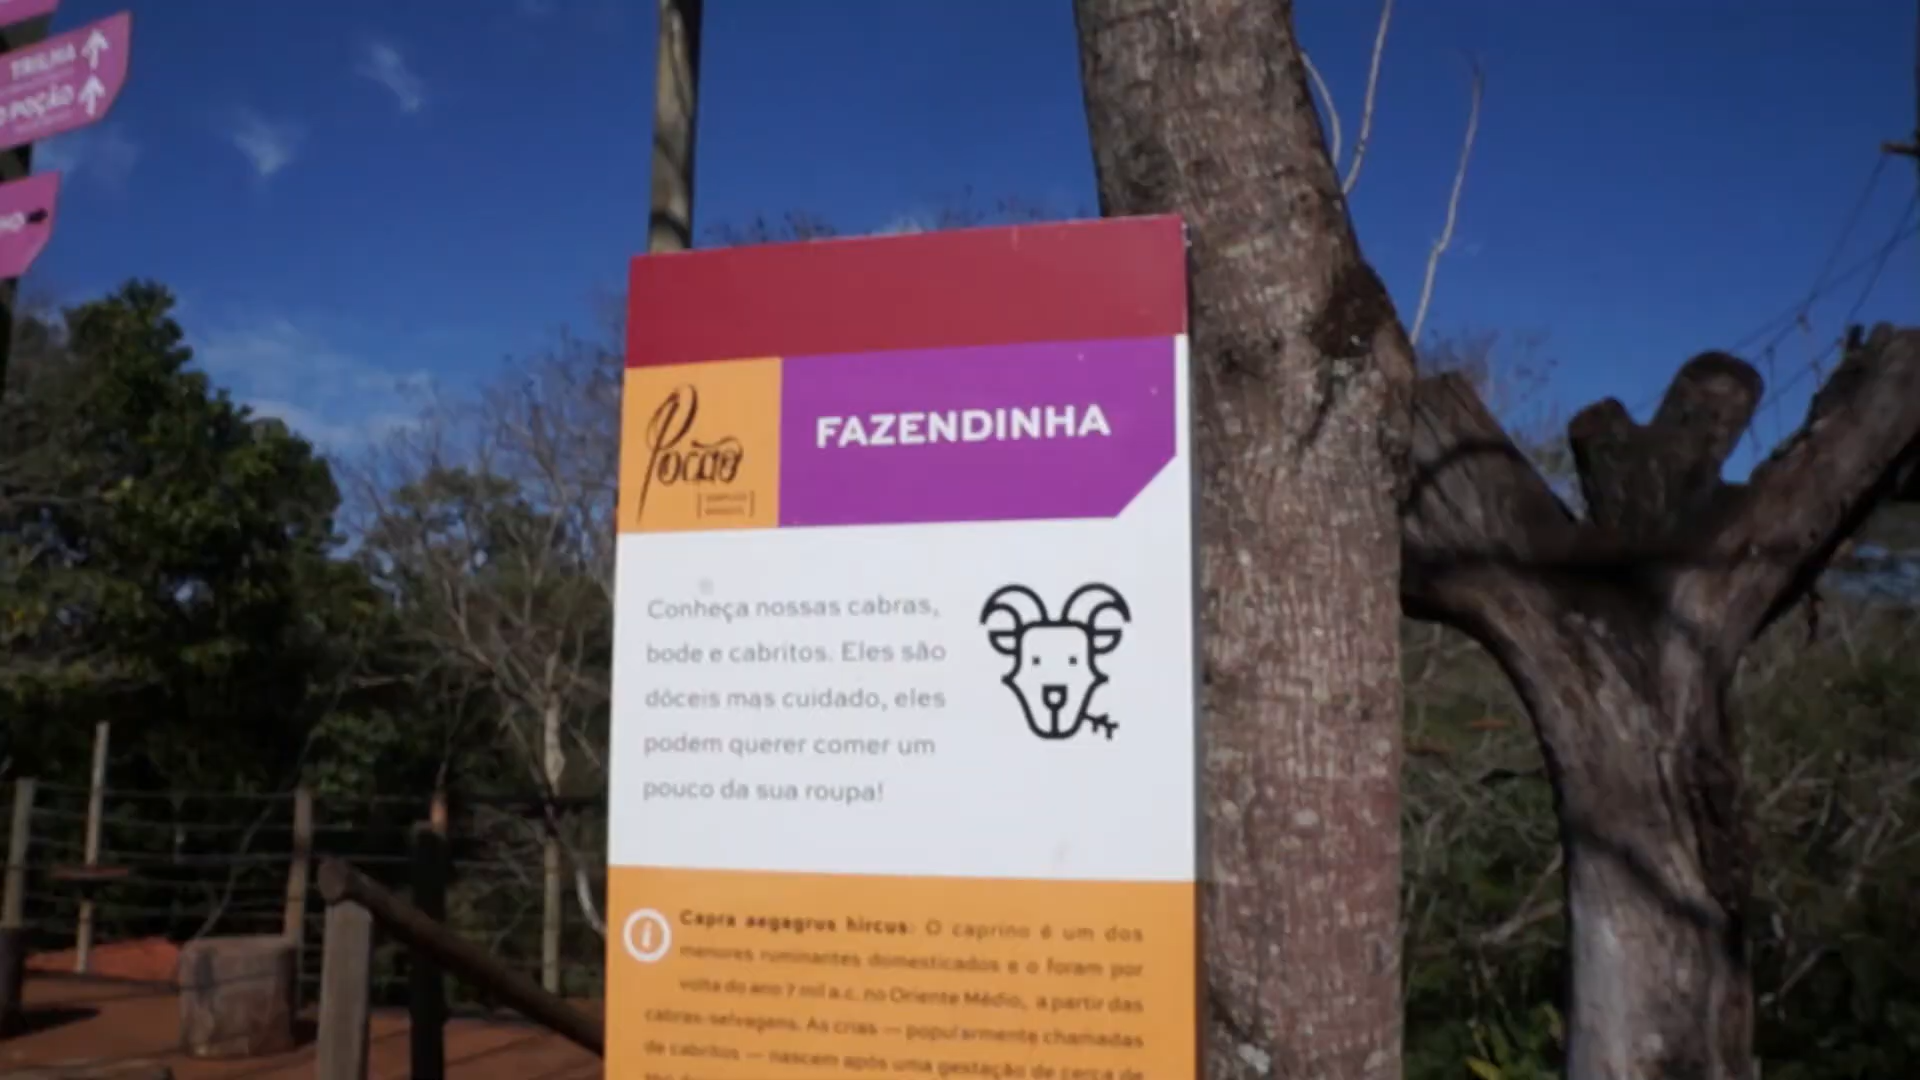 TRILHA
POÇÃO
Poção
FAZENDINHA
Conheça nossas cabras,
bode e cabritos. Eles são
dóceis mas cuidado, eles
podem querer comer um
pouco da sua roupa!
i
Capra aegagrus hircus: O caprino é um dos
menores ruminantes domesticados e o foram por
volta do ano 7 mil a.c. no Oriente Médio, a partir das
cabras-selvagens. As crias — popularmente chamadas
de cabritos — nascem após uma gestação de cerca de